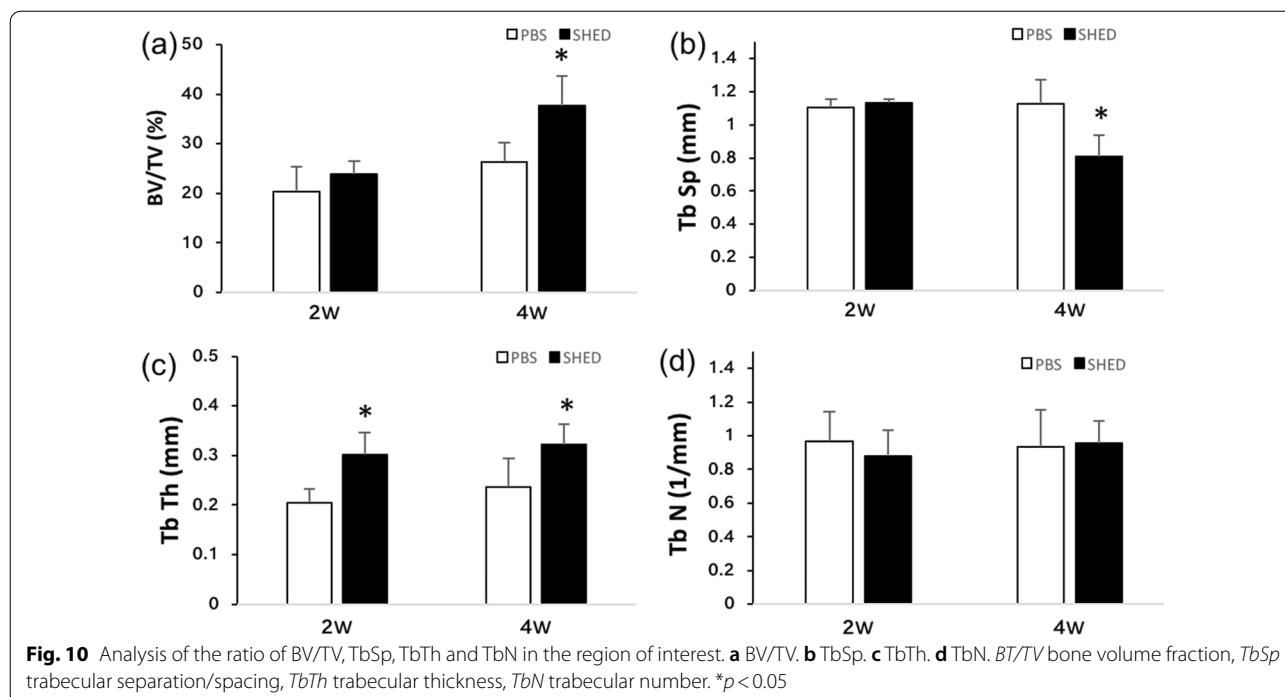 (a)
PBS SHED
BV/TV (%)
50
40
30
20
10
0
*
2W 4W
(b)
PBS SHED
Tb Sp (mm)
1.4
1.2
1
0.8
0.6
0.4
0.2
0
*
2W 4W
(c)
PBS SHED
Tb Th (mm)
0.5
0.4
0.3
0.2
0.1
0
* *
2W 4W
(d)
PBS SHED
Tb N (1/mm)
1.4
1.2
1
0.8
0.6
0.4
0.2
0
2W 4W
Fig. 10 Analysis of the ratio of BV/TV, TbSp, TbTh and TbN in the region of interest. a BV/TV. b TbSp. c TbTh. d TbN. BT/TV bone volume fraction, TbSp
trabecular separation/spacing, TbTh trabecular thickness, TbN trabecular number. *p < 0.05